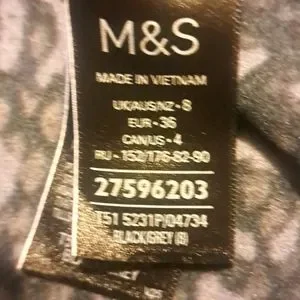 M&S
MADE IN VIETNAM
UK/AUS/NZ - 8
EUR - 36
CAN/US - 4
RU - 152/176-82-90
27596203
T51 5231P/04734
BLACK/GREY (8)